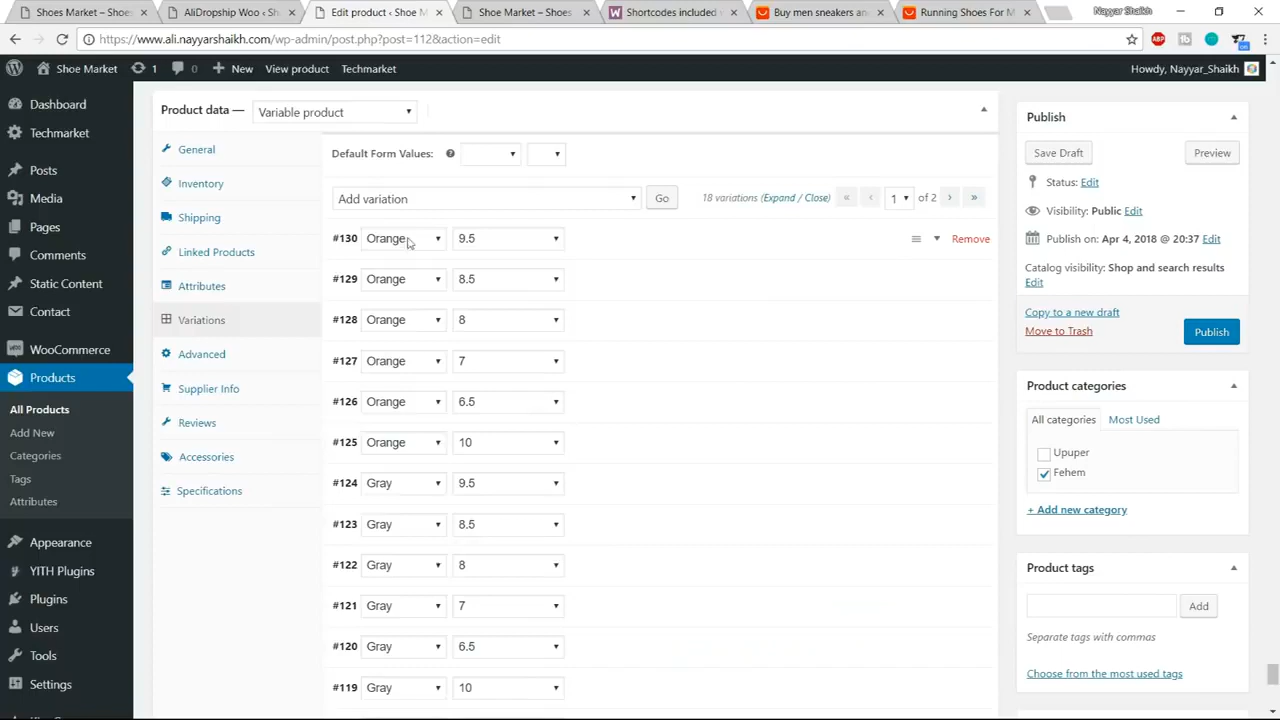 Shoes Market – Shoes
AliDropship Woo ‹ Sh
Edit product ‹ Shoe M
Shoe Market – Shoes
Shortcodes included
Buy men sneakers an
Running Shoes For M
Nayyar Shaikh
https://www.ali.nayyarshaikh.com/wp-admin/post.php?post=112&action=edit
Shoe Market 1 0 New View product Techmarket Howdy, Nayyar_Shaikh
Dashboard
Techmarket
Posts
Media
Pages
Comments
Static Content
Contact
WooCommerce
Products
All Products
Add New
Categories
Tags
Attributes
Appearance
YITH Plugins
Plugins
Users
Tools
Settings
Product data — Variable product
General
Inventory
Shipping
Linked Products
Attributes
Variations
Advanced
Supplier Info
Reviews
Accessories
Specifications
Default Form Values:
Add variation Go 18 variations (Expand / Close) « ‹ 1 of 2 › »
#130 Orange 9.5 Remove
#129 Orange 8.5
#128 Orange 8
#127 Orange 7
#126 Orange 6.5
#125 Orange 10
#124 Gray 9.5
#123 Gray 8.5
#122 Gray 8
#121 Gray 7
#120 Gray 6.5
#119 Gray 10
Publish
Save Draft Preview
Status: Edit
Visibility: Public Edit
Publish on: Apr 4, 2018 @ 20:37 Edit
Catalog visibility: Shop and search results
Edit
Copy to a new draft
Move to Trash Publish
Product categories
All categories Most Used
Upuper
Fehem
+ Add new category
Product tags
Add
Separate tags with commas
Choose from the most used tags